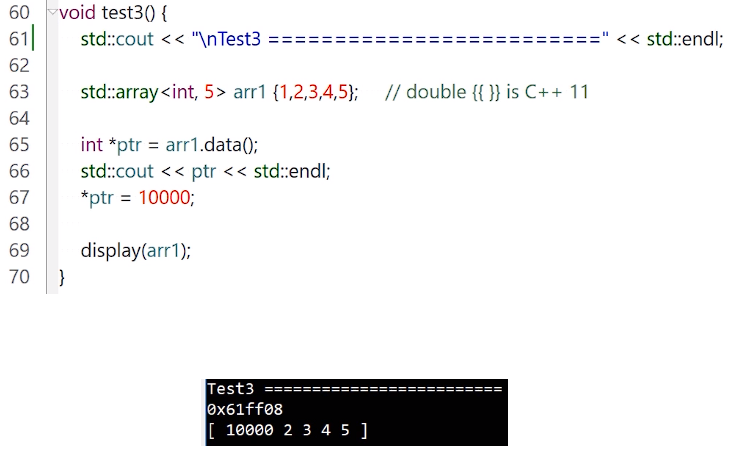 60 void test3() {
61 std::cout << "\nTest3 =========================" << std::endl;
62
63 std::array<int, 5> arr1 {1,2,3,4,5}; // double {{ }} is C++ 11
64
65 int *ptr = arr1.data();
66 std::cout << ptr << std::endl;
67 *ptr = 10000;
68
69 display(arr1);
70 }
Test3 =========================
0x61ff08
[ 10000 2 3 4 5 ]